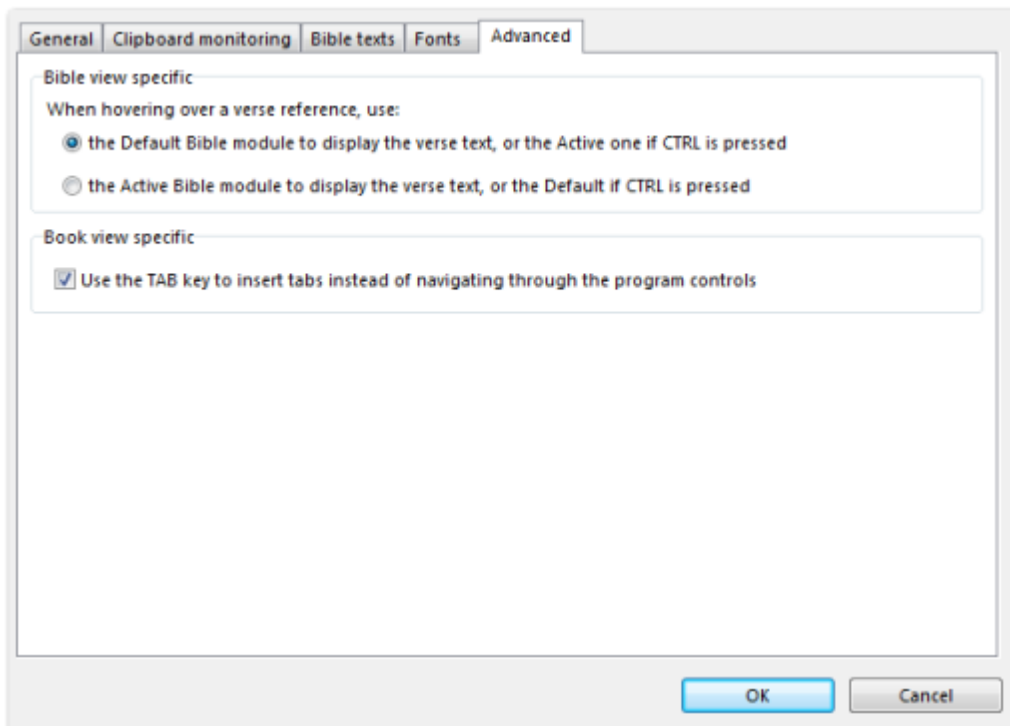 General Clipboard monitoring Bible texts Fonts Advanced
Bible view specific
When hovering over a verse reference, use:
the Default Bible module to display the verse text, or the Active one if CTRL is pressed
the Active Bible module to display the verse text, or the Default if CTRL is pressed
Book view specific
Use the TAB key to insert tabs instead of navigating through the program controls
OK Cancel